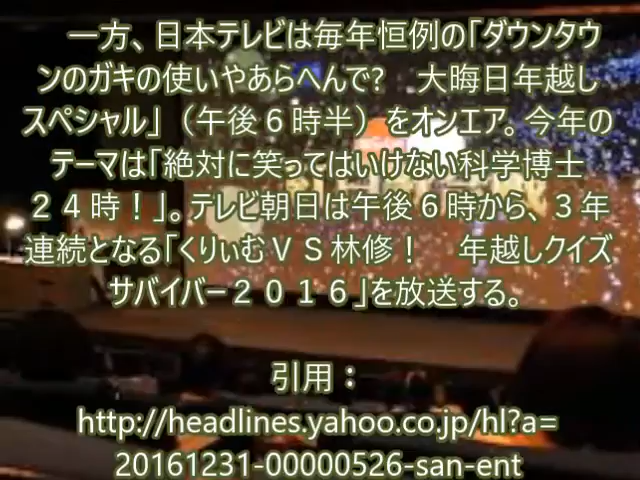 一方、日本テレビは毎年恒例の「ダウンタウ
ンのガキの使いやあらへんで?　大晦日年越し
スペシャル」（午後６時半）をオンエア。今年の
テーマは「絶対に笑ってはいけない科学博士
２４時！」。テレビ朝日は午後６時から、３年
連続となる「くりぃむＶＳ林修！　年越しクイズ
サバイバー２０１６」を放送する。
引用：
http://headlines.yahoo.co.jp/hl?a=
20161231-00000526-san-ent